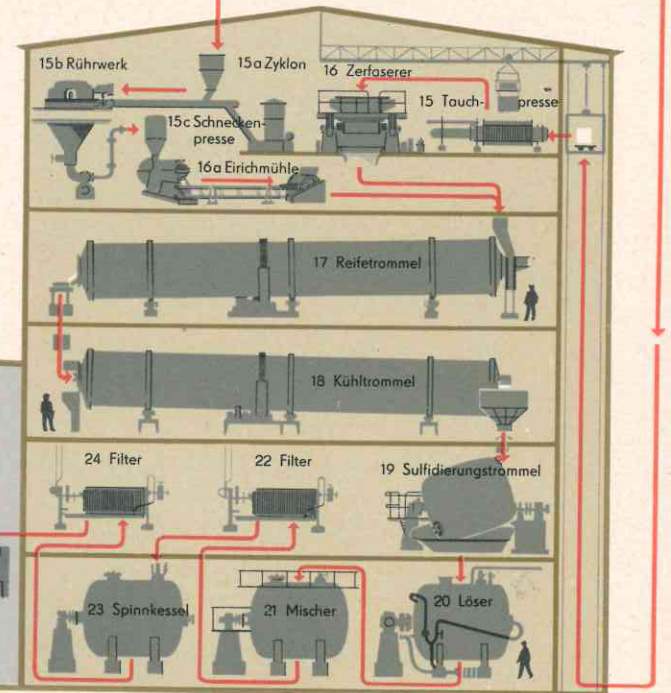 15b Rührwerk
15a Zyklon
16 Zerfaserer
15 Tauch-presse
15c Schnecken-
presse
16a Eirichmühle
17 Reifetrommel
18 Kühltrommel
24 Filter
22 Filter
19 Sulfidierungstrommel
23 Spinnkessel
21 Mischer
20 Löser